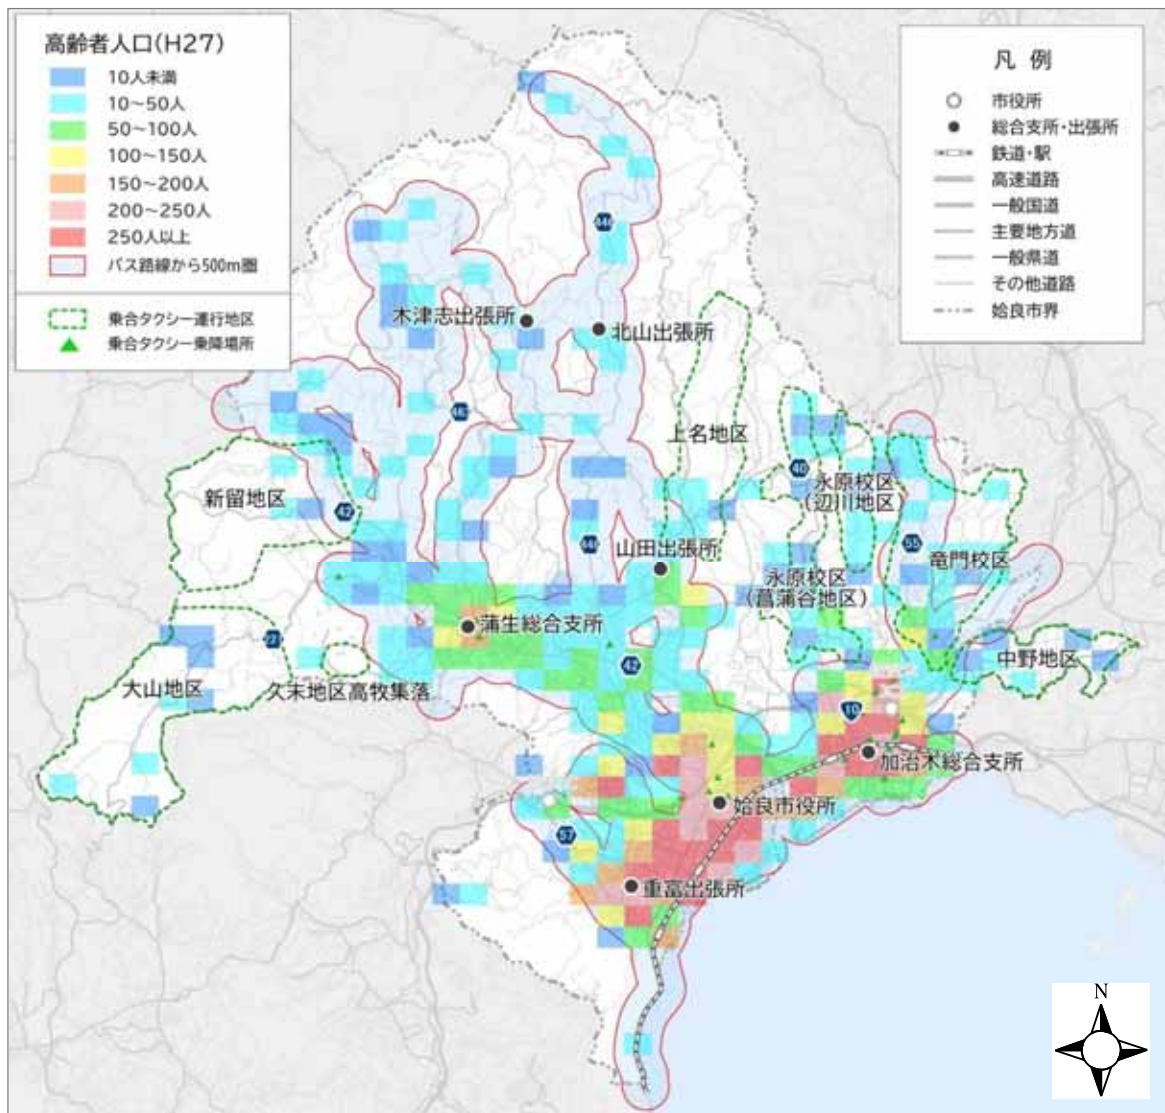 高齢者人口(H27)
10人未満
10～50人
50～100人
100～150人
150～200人
200～250人
250人以上
バス路線から500m圏
乗合タクシー運行地区
乗合タクシー乗降場所
凡 例
市役所
総合支所・出張所
鉄道・駅
高速道路
一般国道
主要地方道
一般県道
その他道路
姶良市界
446
木津志出張所
北山出張所
463
上名地区
40
永原校区
(辺川地区)
新留地区
42
446
55
山田出張所
竜門校区
永原校区
(菖蒲谷地区)
蒲生総合支所
42
中野地区
大山地区
久末地区高牧集落
10
加治木総合支所
姶良市役所
57
重富出張所
N